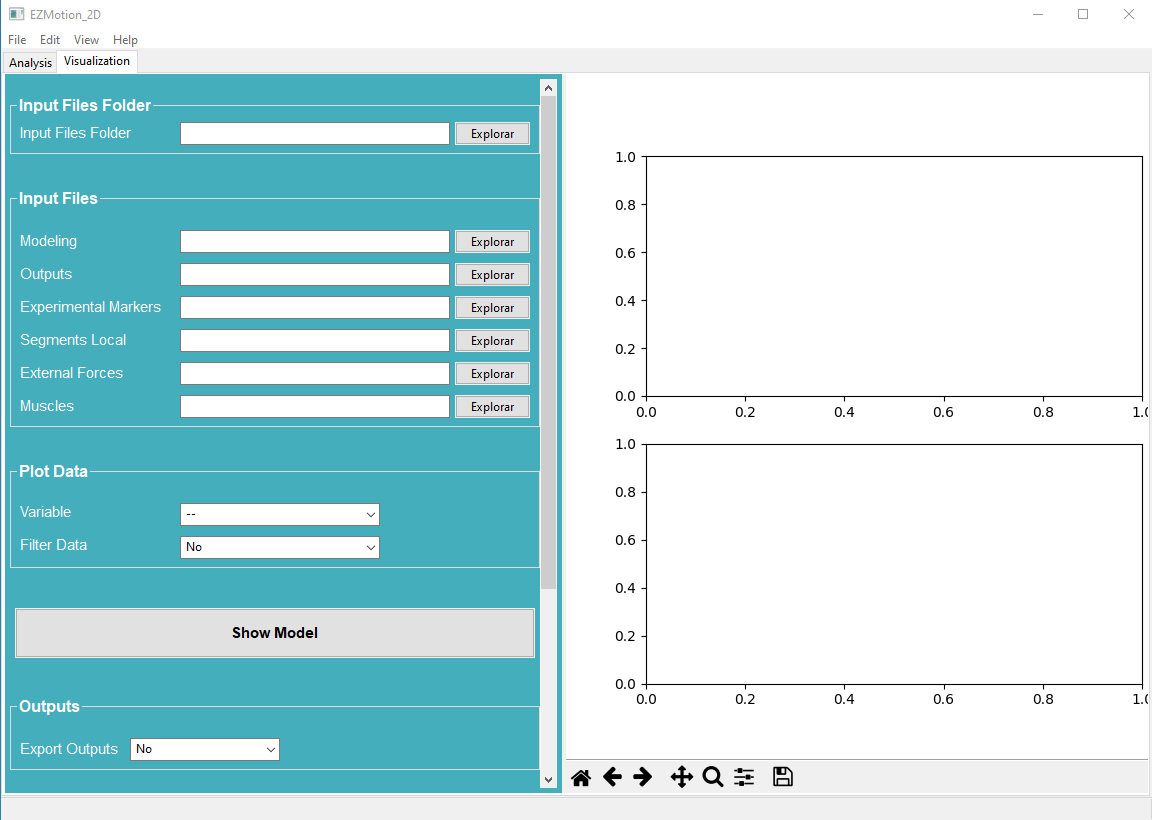 EZMotion_2D
File Edit View Help
Analysis Visualization
Input Files Folder
Input Files Folder Explorar
Input Files
Modeling Explorar
Outputs Explorar
Experimental Markers Explorar
Segments Local Explorar
External Forces Explorar
Muscles Explorar
Plot Data
Variable --
Filter Data No
Show Model
Outputs
Export Outputs No
1.0
0.8
0.6
0.4
0.2
0.0
0.0 0.2 0.4 0.6 0.8 1.0
1.0
0.8
0.6
0.4
0.2
0.0
0.0 0.2 0.4 0.6 0.8 1.0